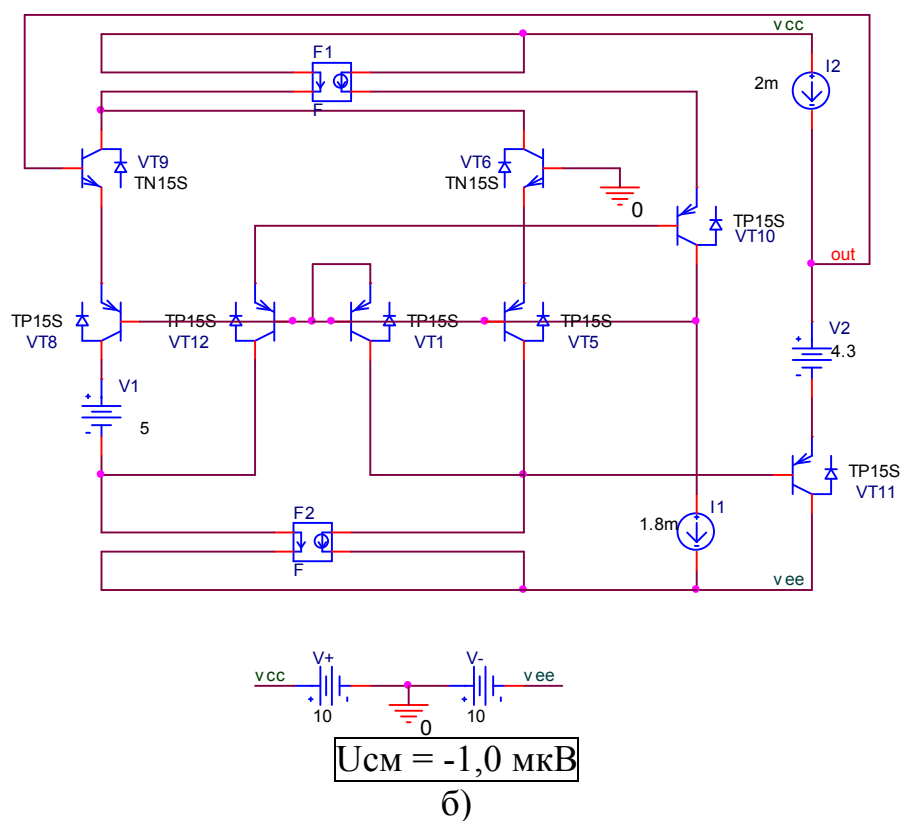 vcc
F1
F
I2
2m
VT9
TN15S
VT6
TN15S
0
TP15S
VT10
out
TP15S
VT8
TP15S
VT12
TP15S
VT1
TP15S
VT5
V2
4.3
V1
5
TP15S
VT11
F2
F
I1
1.8m
vee
vcc
V+
10
0
V-
10
vee
Uсм = -1,0 мкВ
б)